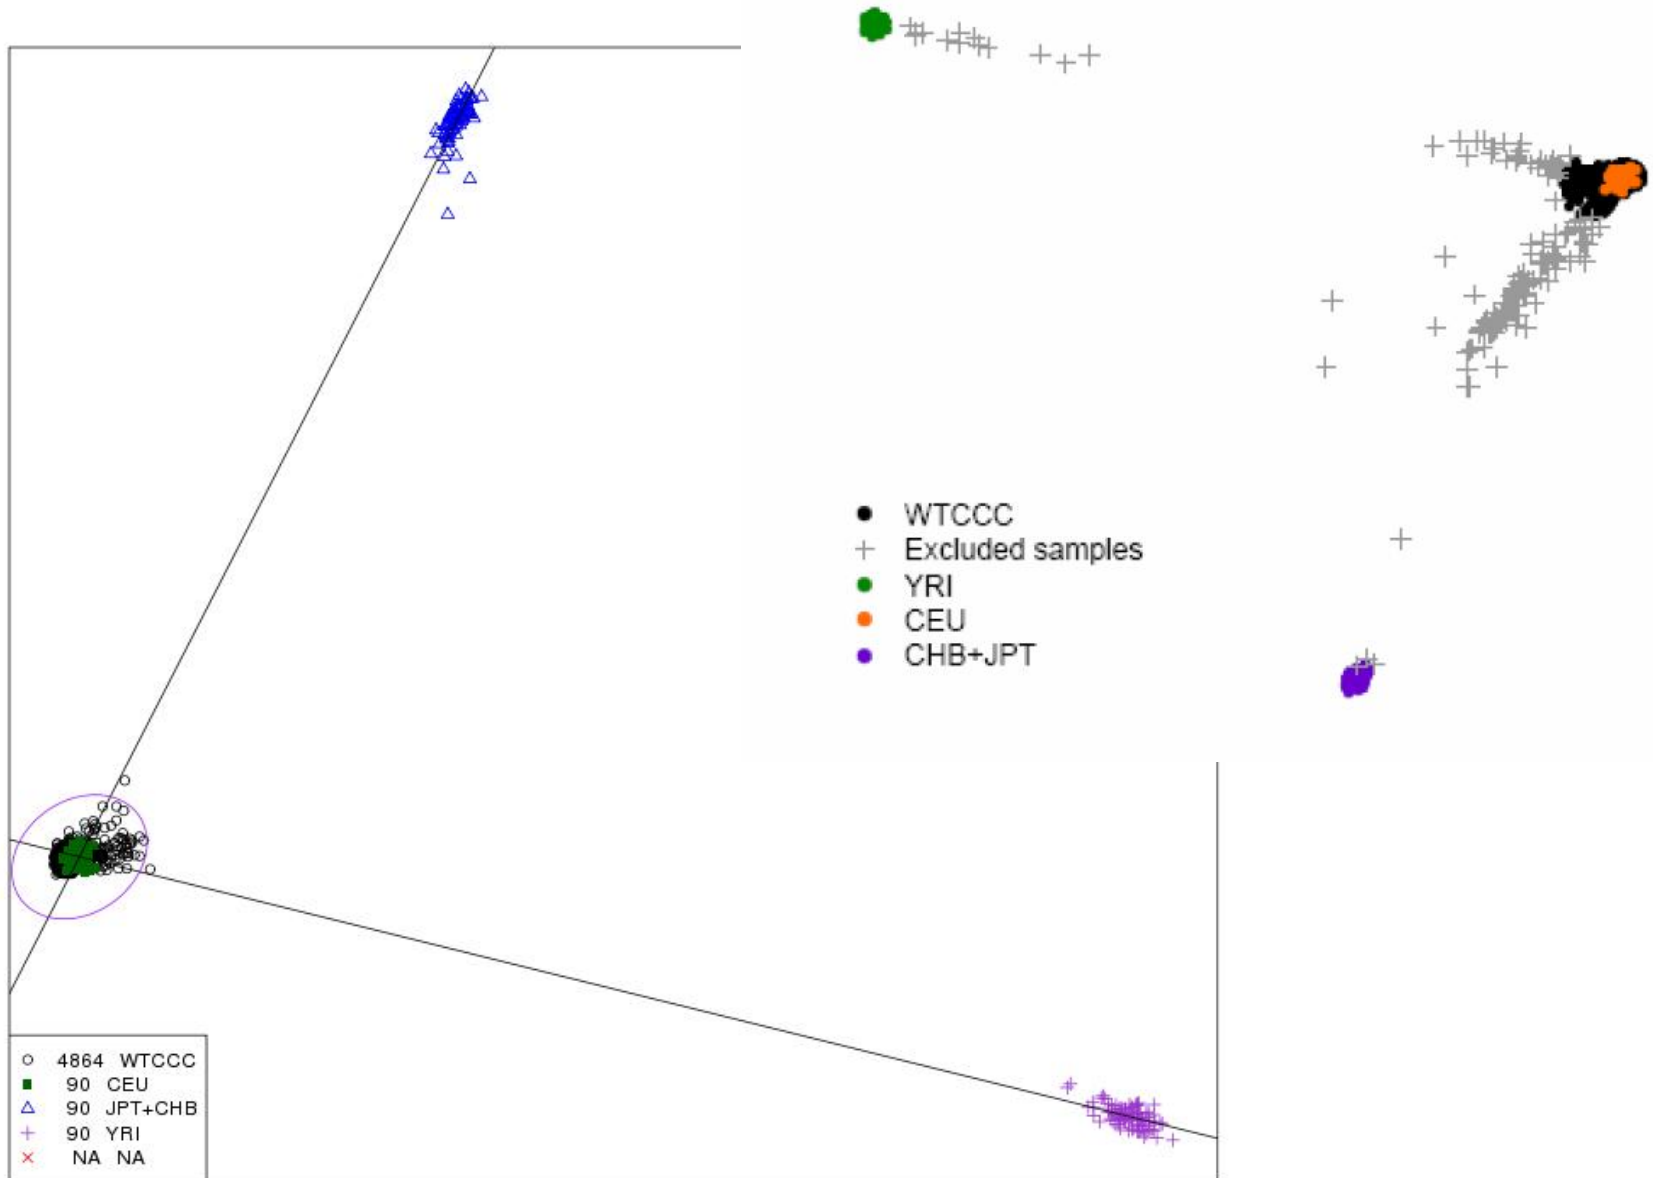 WTCCC
Excluded samples
YRI
CEU
CHB+JPT
4864 WTCCC
90 CEU
90 JPT+CHB
90 YRI
NA NA